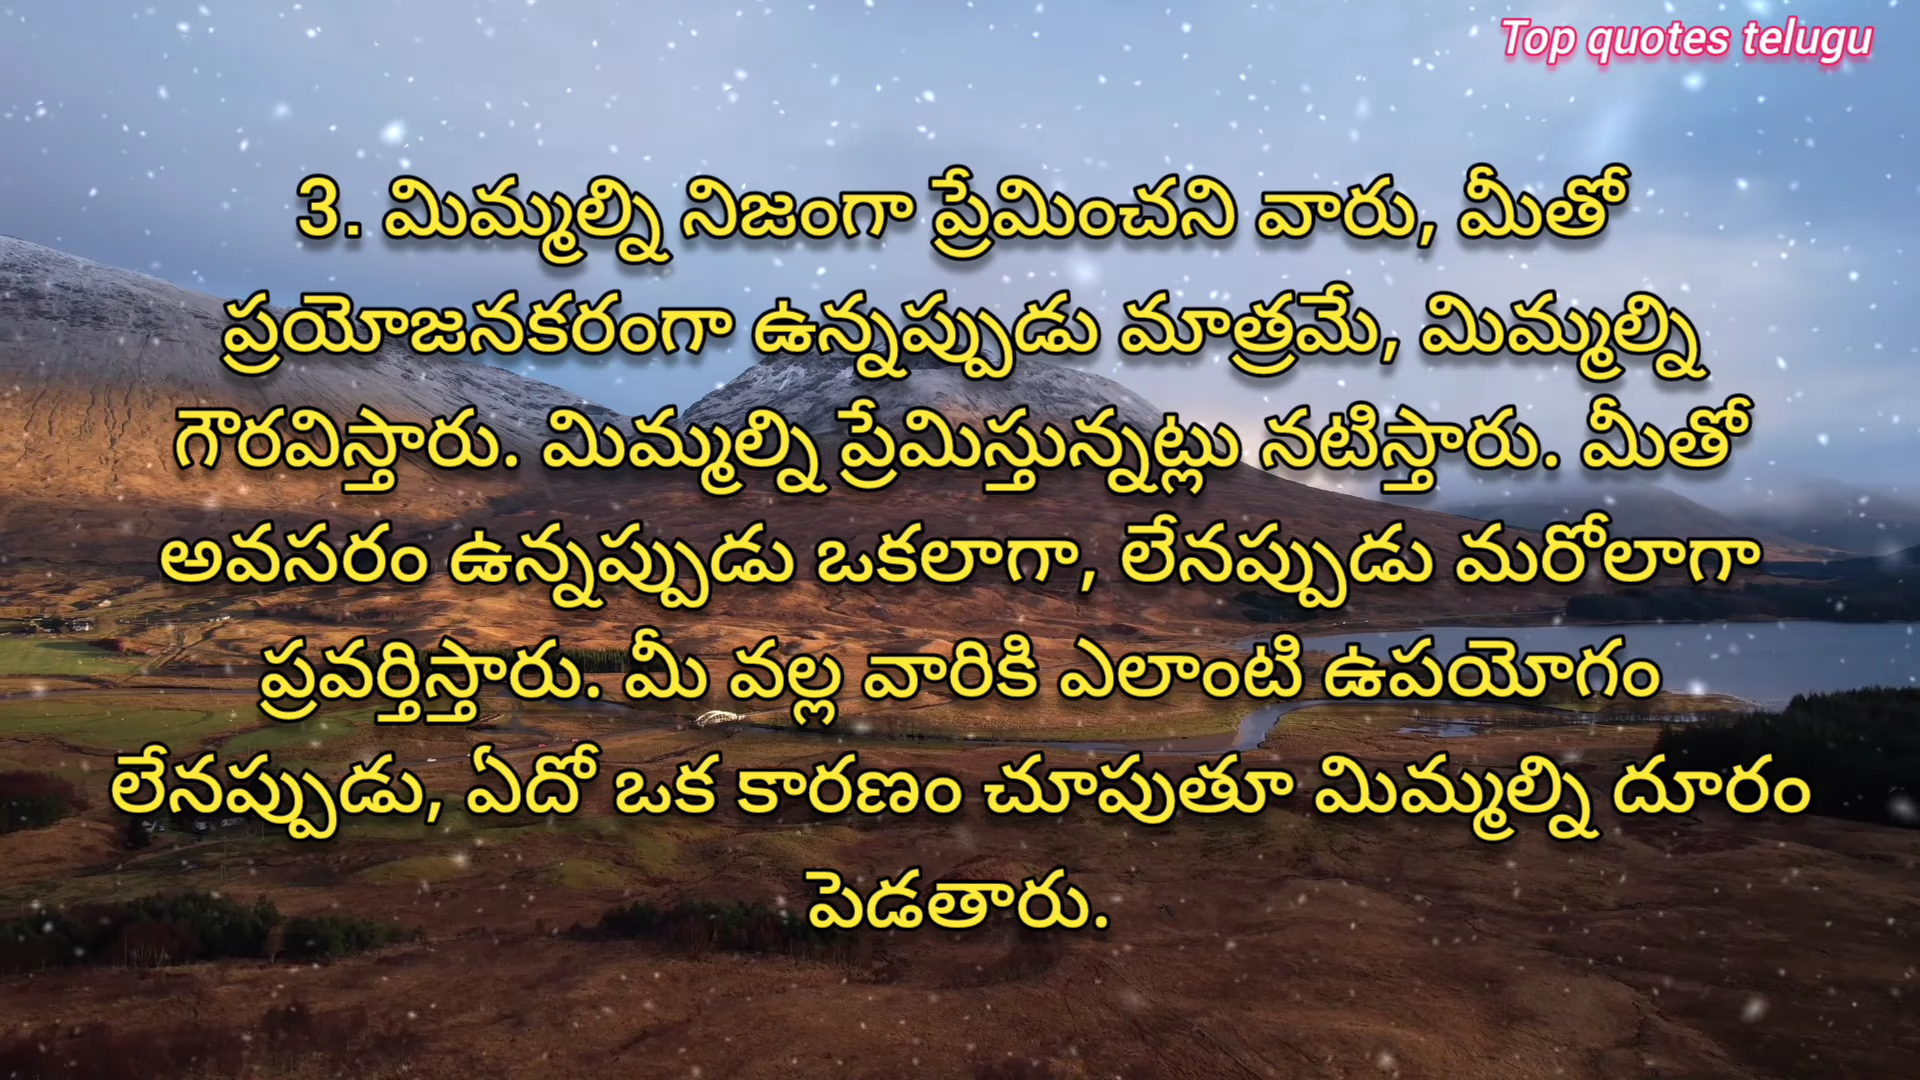 Top quotes telugu
3. మిమ్మల్ని నిజంగా ప్రేమించని వారు, మీతో
ప్రయోజనకరంగా ఉన్నప్పుడు మాత్రమే, మిమ్మల్ని
గౌరవిస్తారు. మిమ్మల్ని ప్రేమిస్తున్నట్లు నటిస్తారు. మీతో
అవసరం ఉన్నప్పుడు ఒకలాగా, లేనప్పుడు మరోలాగా
ప్రవర్తిస్తారు. మీ వల్ల వారికి ఎలాంటి ఉపయోగం
లేనప్పుడు, ఏదో ఒక కారణం చూపుతూ మిమ్మల్ని దూరం
పెడతారు.